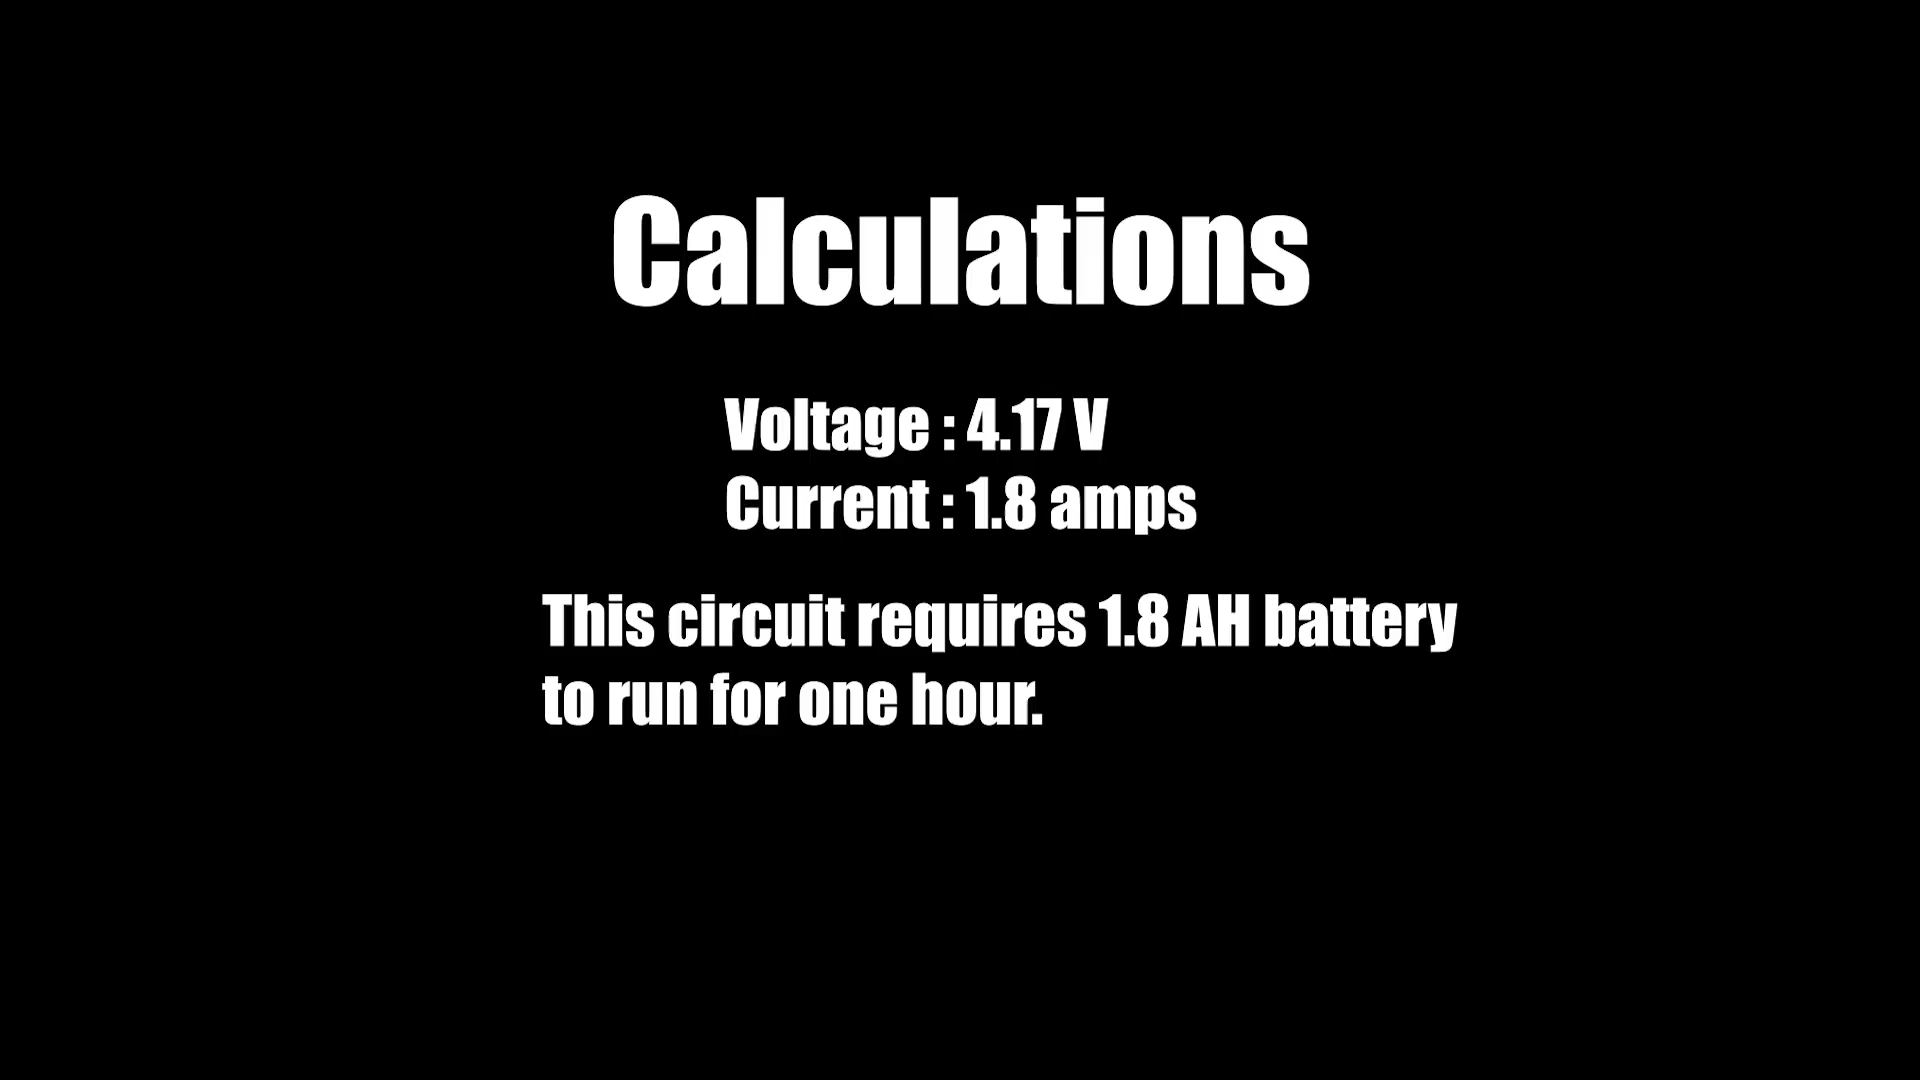 Calculations
Voltage : 4.17 V
Current : 1.8 amps
This circuit requires 1.8 AH battery
to run for one hour.